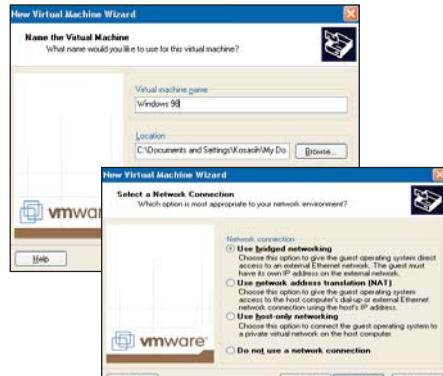 New Virtual Machine Wizard
Name the Virtual Machine
What name would you like to use for this virtual machine?
Virtual machine name
Windows 98
Location
C:\Documents and Settings\Kosasih\My Do
Browse...
vmwar
Help
New Virtual Machine Wizard
Select a Network Connection
Which option is most appropriate to your network environment?
Network connection
Use bridged networking
Choose this option to give the guest operating system direct
access to an external Ethernet network. The guest must
have its own IP address on the external network.
Use network address translation (NAT)
Choose this option to give the guest operating system
access to the host computer's dial-up or external Ethernet
network connection using the host's IP address.
Use host-only networking
Choose this option to connect the guest operating system to
a private virtual network on the host computer.
Do not use a network connection
vmware